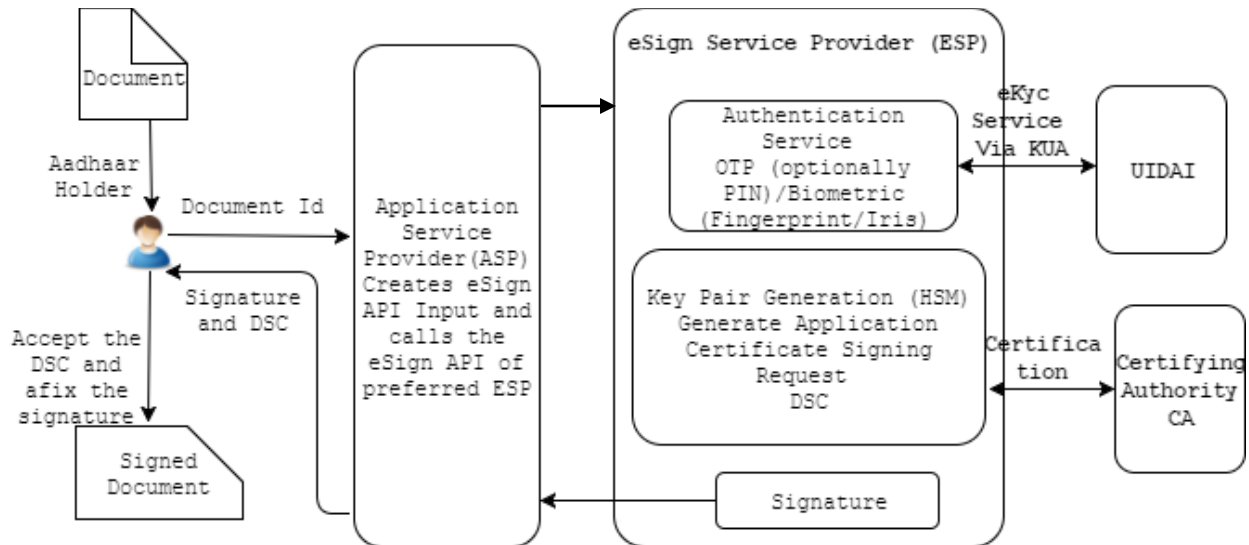 Document
Aadhaar
Holder
Document Id
Signature
and DSC
Accept the
DSC and
afix the
signature
Signed
Document
Application
Service
Provider(ASP)
Creates eSign
API Input and
calls the
eSign API of
preferred ESP
eSign Service Provider (ESP)
Authentication
Service
OTP (optionally
PIN)/Biometric
(Fingerprint/Iris)
Key Pair Generation (HSM)
Generate Application
Certificate Signing
Request
DSC
Signature
eKyc
Service
Via KUA
UIDAI
Certifica
tion
Certifying
Authority
CA